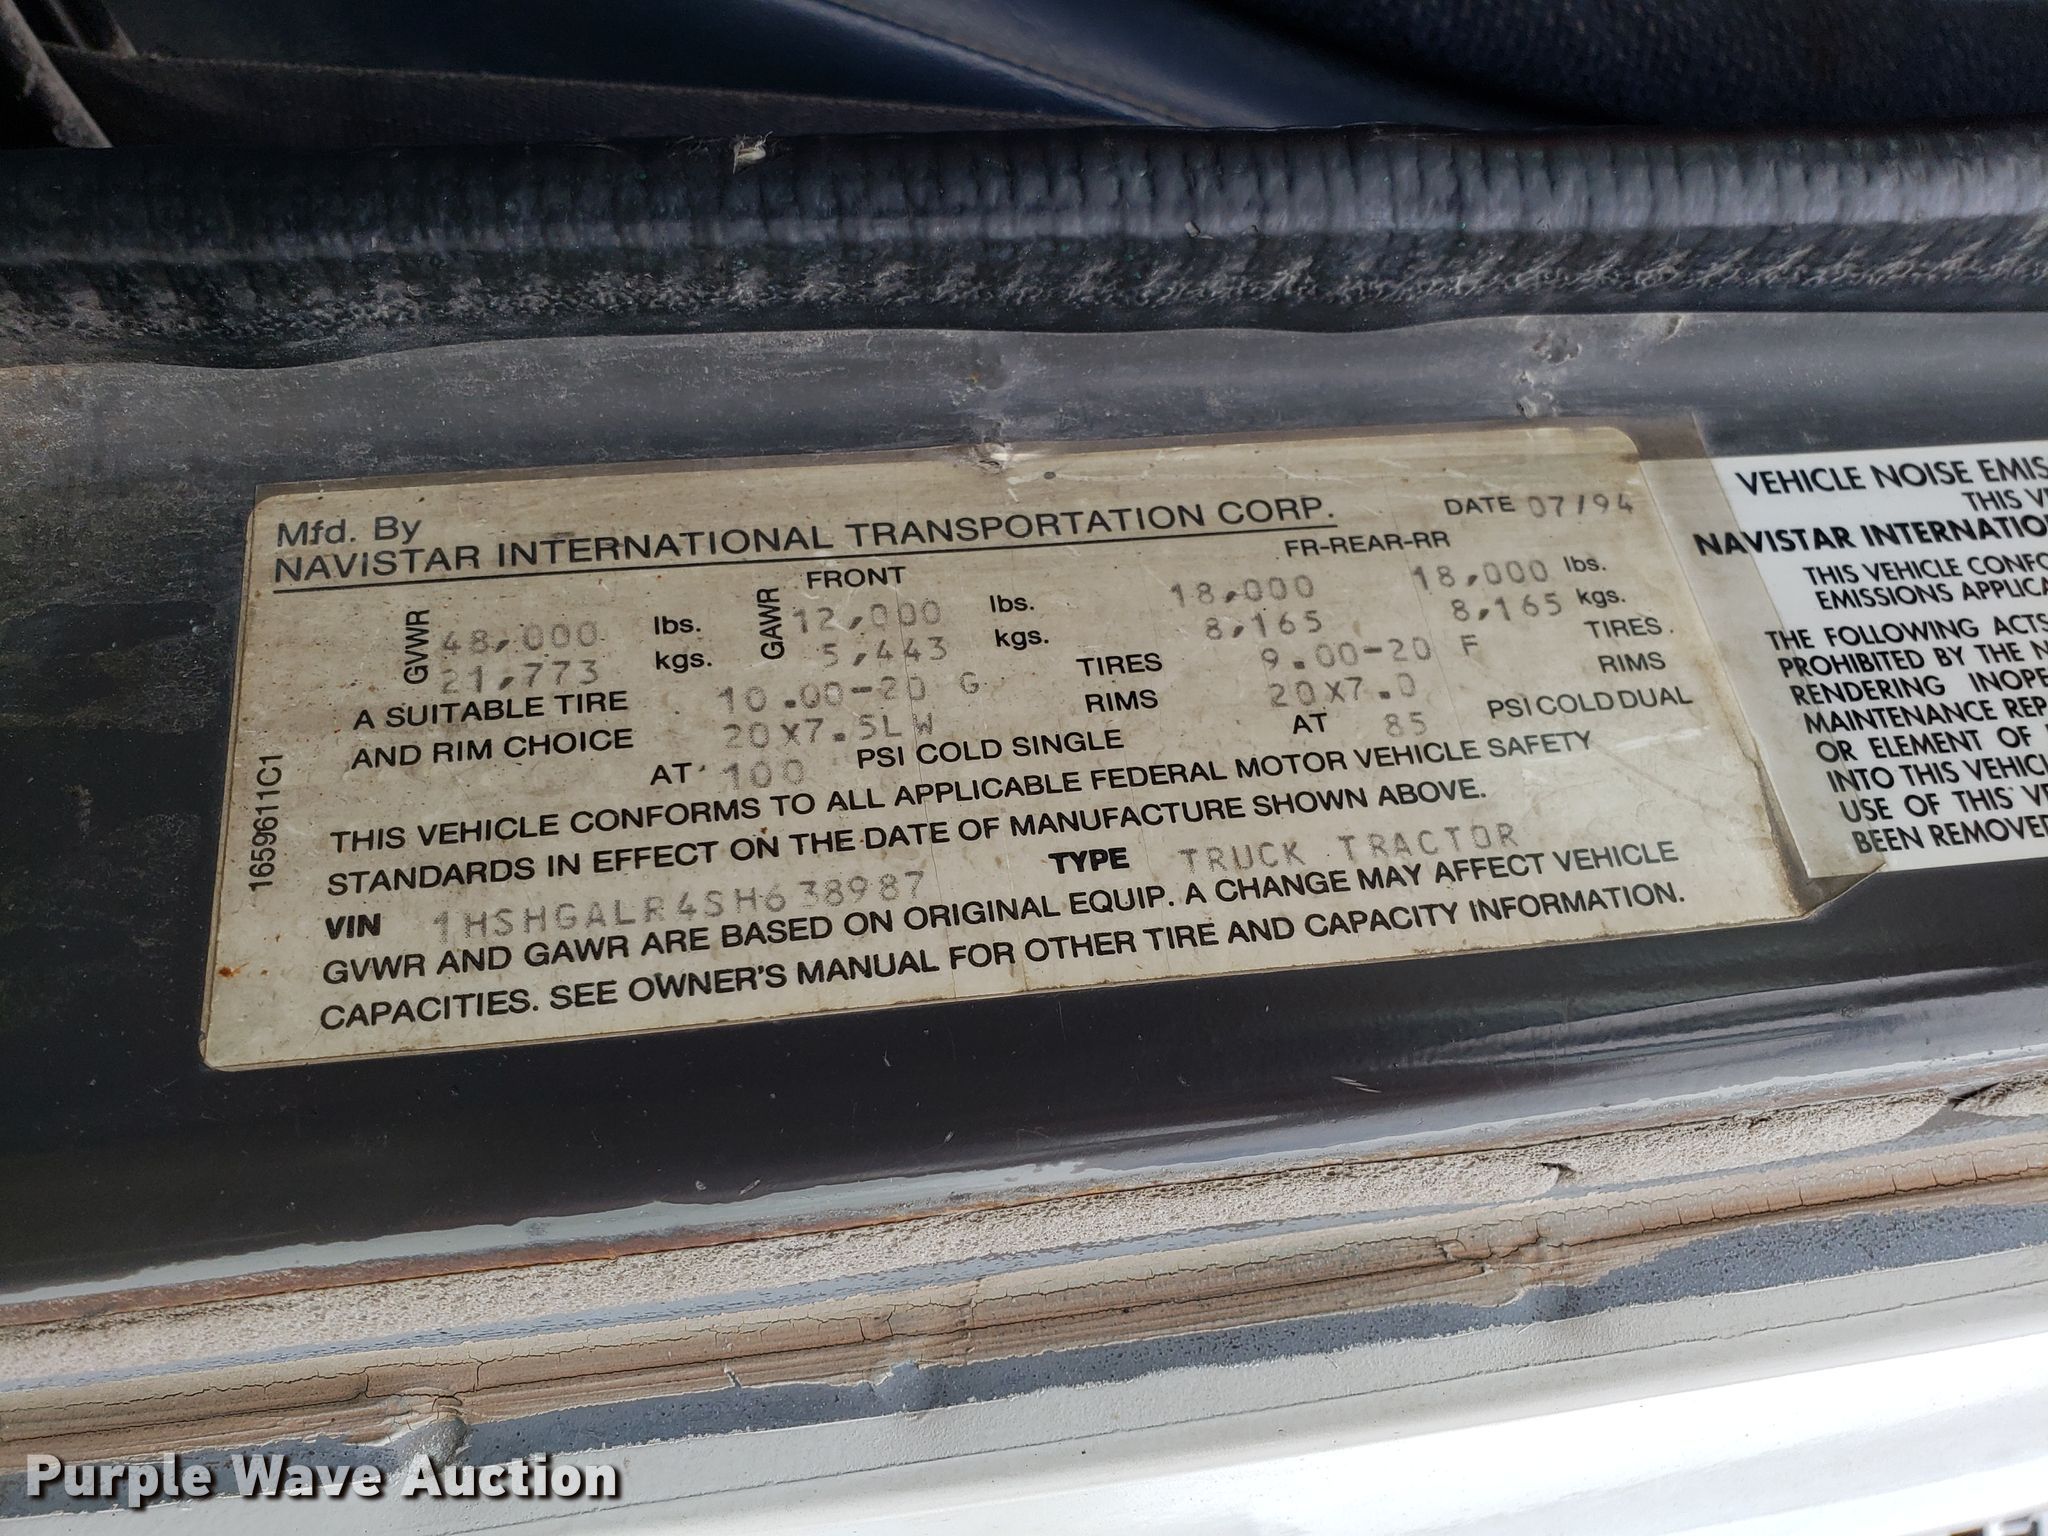 Mfd. By
NAVISTAR INTERNATIONAL TRANSPORTATION CORP.
DATE 07/94
FRONT
FR-REAR-RR
GVWR 48,000 lbs. GAWR 12,000 lbs. 18,000 18,000 lbs.
21,773 kgs. 5,443 kgs. 8,165 8,165 kgs.
A SUITABLE TIRE 10.00-20 G TIRES 9.00-20 F TIRES.
AND RIM CHOICE 20X7.5LW RIMS 20X7.0 RIMS
AT 100 PSI COLD SINGLE AT 85 PSI COLD DUAL
THIS VEHICLE CONFORMS TO ALL APPLICABLE FEDERAL MOTOR VEHICLE SAFETY
STANDARDS IN EFFECT ON THE DATE OF MANUFACTURE SHOWN ABOVE.
VIN 1HSHGALR4SH638987 TYPE TRUCK TRACTOR
GVWR AND GAWR ARE BASED ON ORIGINAL EQUIP. A CHANGE MAY AFFECT VEHICLE
CAPACITIES. SEE OWNER'S MANUAL FOR OTHER TIRE AND CAPACITY INFORMATION.
1659611C1
VEHICLE NOISE EMIS
THIS VE
NAVISTAR INTERNATIO
THIS VEHICLE CONFO
EMISSIONS APPLICA
THE FOLLOWING ACTS
PROHIBITED BY THE N
RENDERING INOPE
MAINTENANCE REP
OR ELEMENT OF
INTO THIS VEHIC
USE OF THIS VE
BEEN REMOVED
Purple Wave Auction